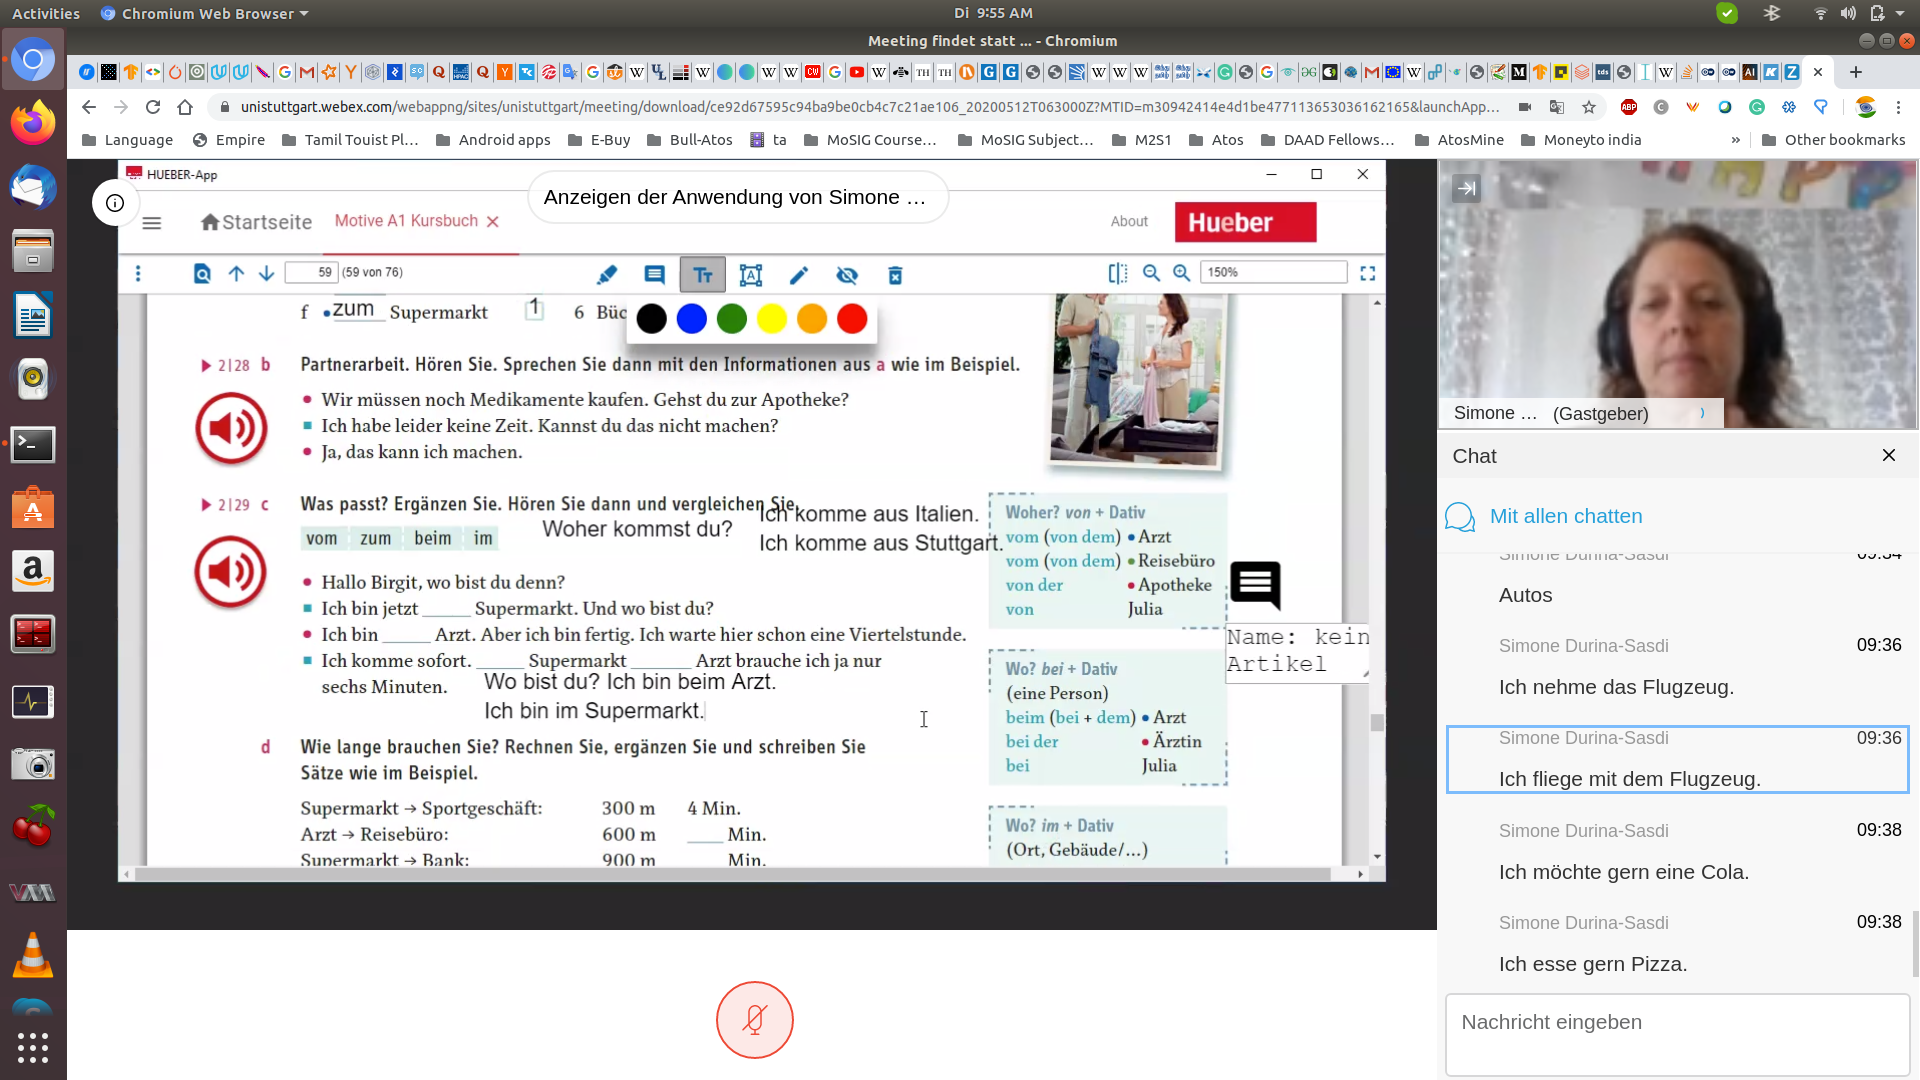 Activities
Chromium Web Browser
Di 9:55 AM
Meeting findet statt ... - Chromium
unistuttgart.webex.com/webappng/sites/unistuttgart/meeting/download/ce92d67595c94ba9be0cb4c7c21ae106_20200512T063000Z?MTID=m30942414e4d1be477113653036162165&launchApp…
Language
Empire
Tamil Touist Pl…
Android apps
E-Buy
Bull-Atos
ta
MoSIG Course…
MoSIG Subject…
M2S1
Atos
DAAD Fellows…
AtosMine
Moneyto india
»
Other bookmarks
HUEBER-App
Anzeigen der Anwendung von Simone …
Startseite
Motive A1 Kursbuch
About
Hueber
59 (59 von 76)
150%
f • zum Supermarkt 1 6 Büc
2|28 b Partnerarbeit. Hören Sie. Sprechen Sie dann mit den Informationen aus a wie im Beispiel.
Wir müssen noch Medikamente kaufen. Gehst du zur Apotheke?
Ich habe leider keine Zeit. Kannst du das nicht machen?
Ja, das kann ich machen.
2|29 c Was passt? Ergänzen Sie. Hören Sie dann und vergleichen Sie.
vom zum beim im
Woher kommst du?
Ich komme aus Italien.
Ich komme aus Stuttgart.
Hallo Birgit, wo bist du denn?
Ich bin jetzt _____ Supermarkt. Und wo bist du?
Ich bin _____ Arzt. Aber ich bin fertig. Ich warte hier schon eine Viertelstunde.
Ich komme sofort. _____ Supermarkt ______ Arzt brauche ich ja nur
sechs Minuten.
Wo bist du? Ich bin beim Arzt.
Ich bin im Supermarkt.
d Wie lange brauchen Sie? Rechnen Sie, ergänzen Sie und schreiben Sie
Sätze wie im Beispiel.
Supermarkt → Sportgeschäft: 300 m 4 Min.
Arzt → Reisebüro: 600 m ____ Min.
Supermarkt → Bank: 900 m Min.
Woher? von + Dativ
vom (von dem) • Arzt
vom (von dem) • Reisebüro
von der • Apotheke
von Julia
Name: kein
Artikel
Wo? bei + Dativ
(eine Person)
beim (bei + dem) • Arzt
bei der • Ärztin
bei Julia
Wo? im + Dativ
(Ort, Gebäude/...)
Simone … (Gastgeber)
Chat
Mit allen chatten
Simone Durina-Sasdi 09:34
Autos
Simone Durina-Sasdi 09:36
Ich nehme das Flugzeug.
Simone Durina-Sasdi 09:36
Ich fliege mit dem Flugzeug.
Simone Durina-Sasdi 09:38
Ich möchte gern eine Cola.
Simone Durina-Sasdi 09:38
Ich esse gern Pizza.
Nachricht eingeben